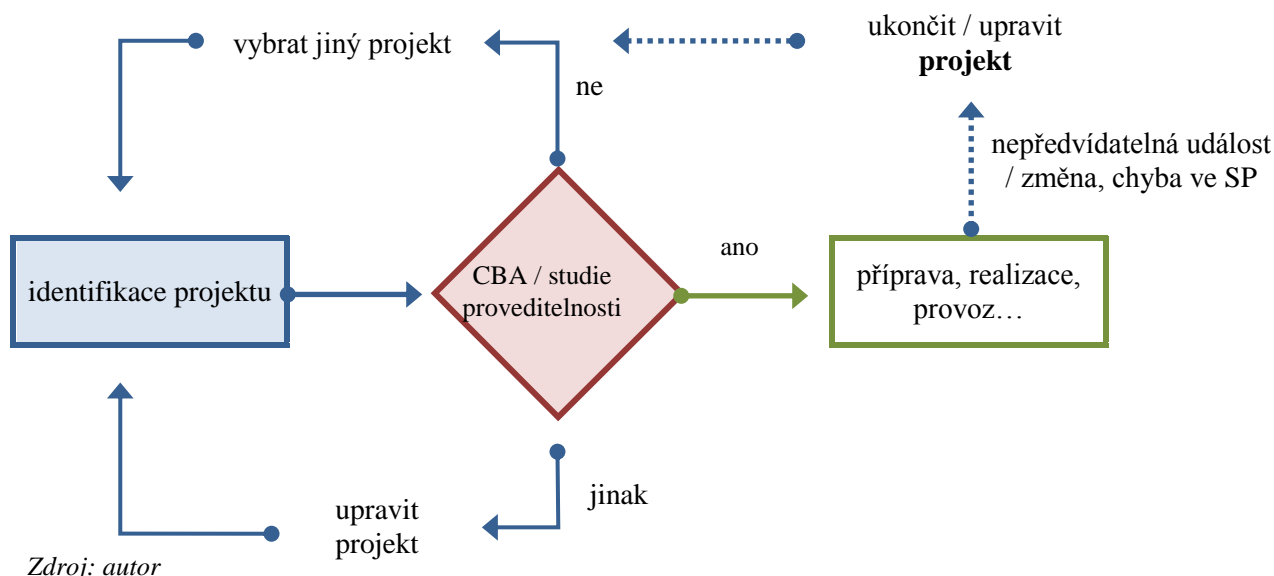 vybrat jiný projekt
ukončit / upravit
projekt
ne
nepředvídatelná událost
/ změna, chyba ve SP
identifikace projektu
CBA / studie
proveditelnosti
ano
příprava, realizace,
provoz…
jinak
upravit
projekt
Zdroj: autor